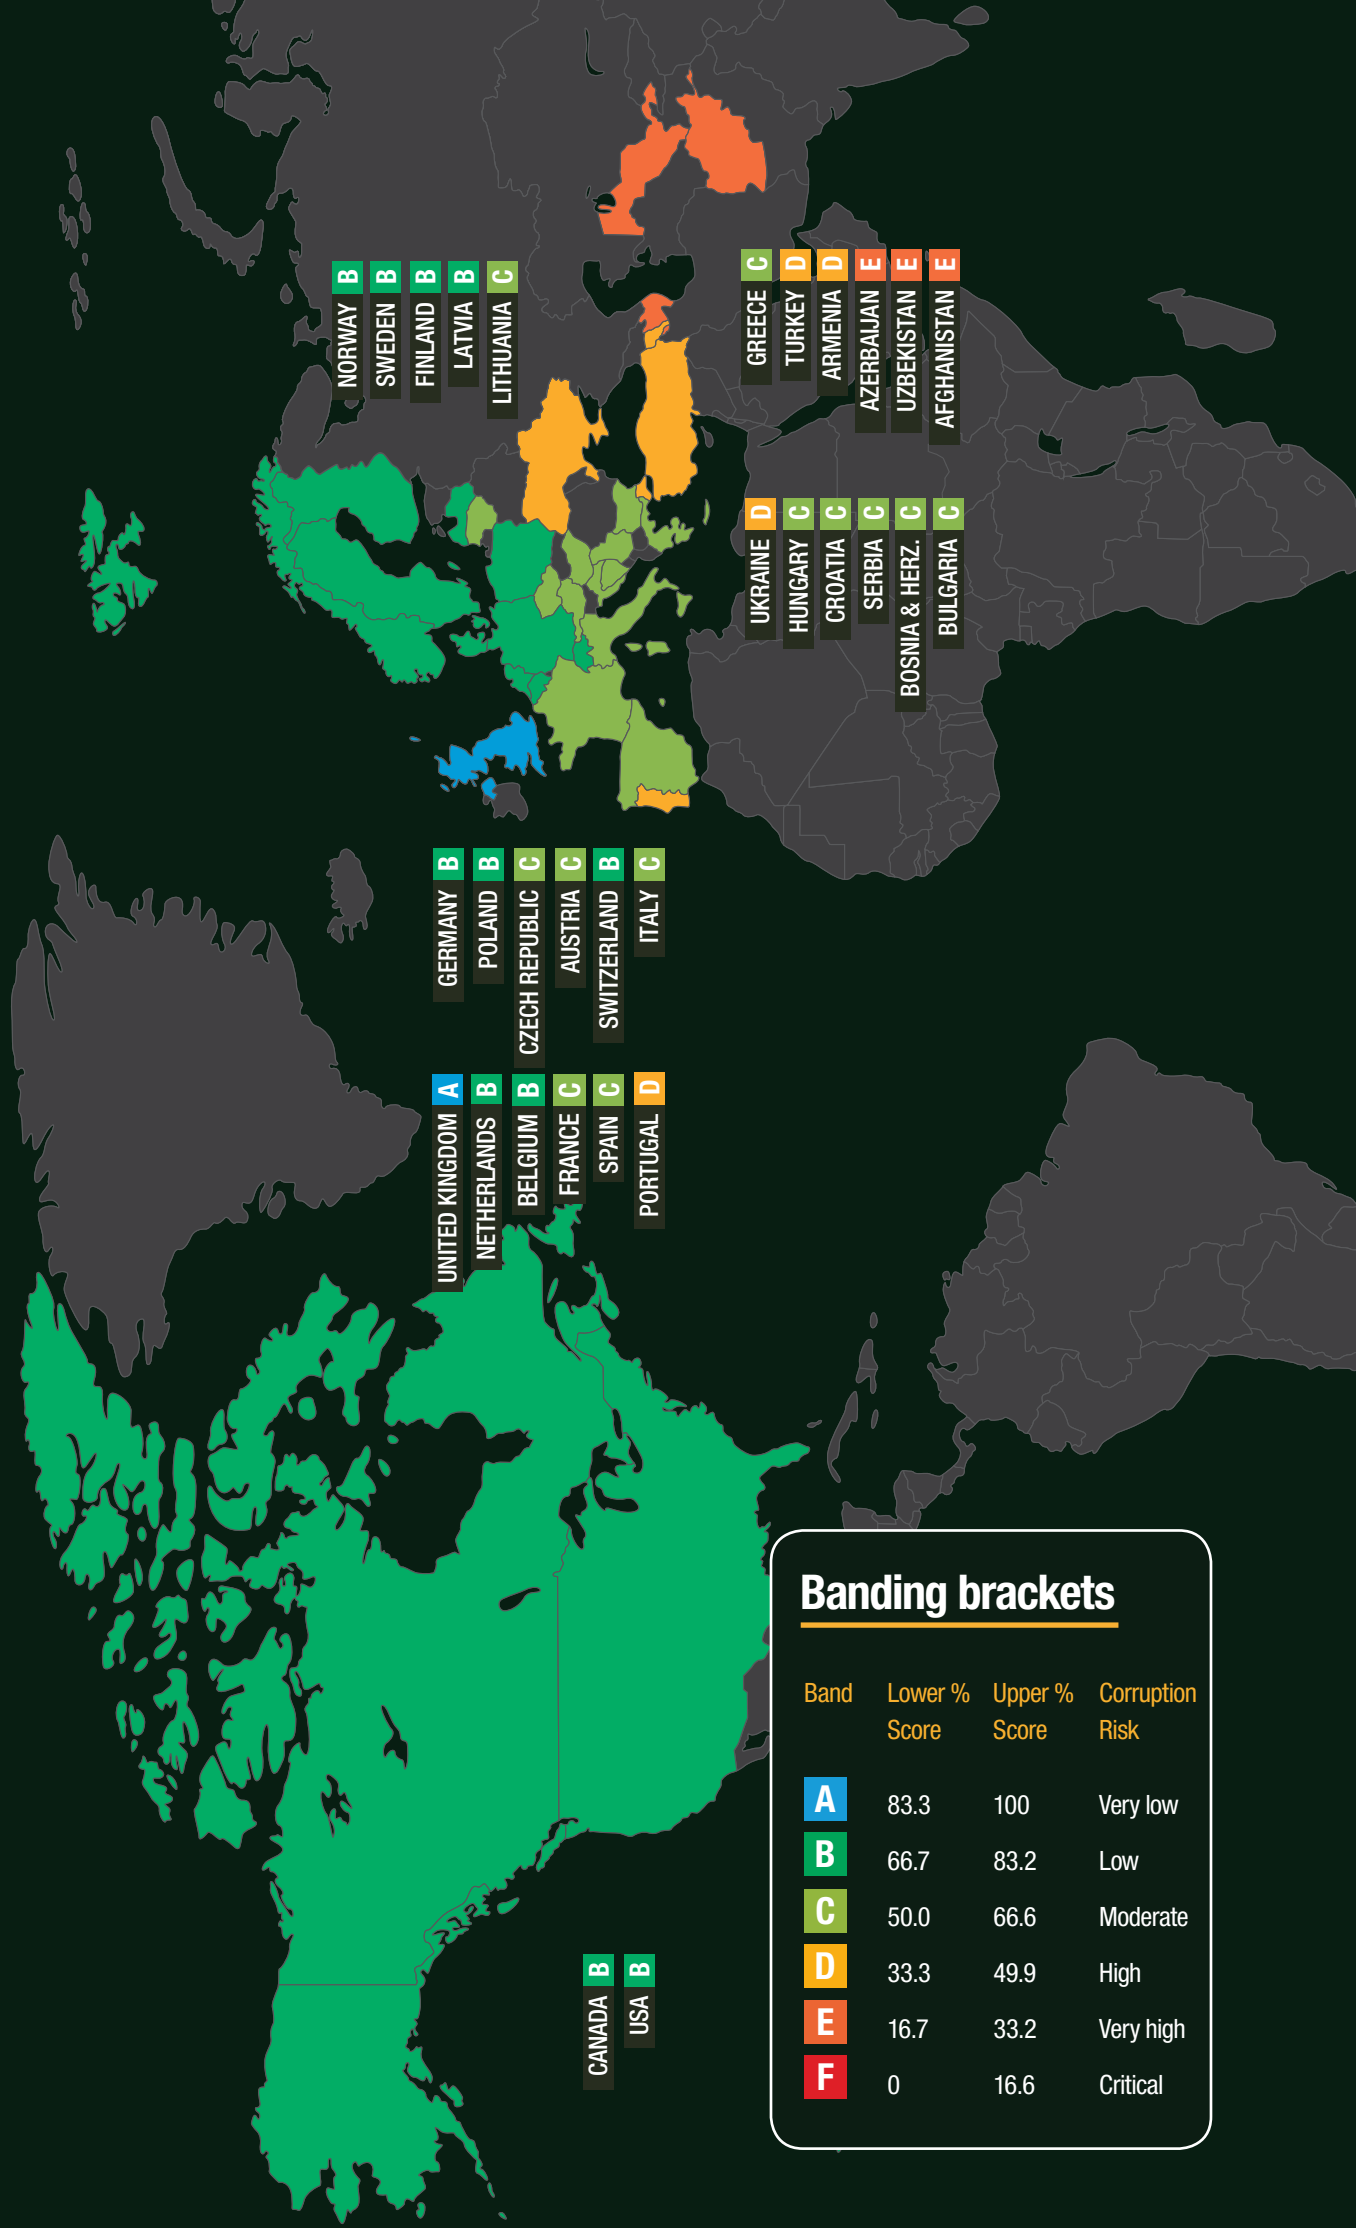 NORWAY B
SWEDEN B
FINLAND B
LATVIA B
LITHUANIA C
GREECE C
TURKEY D
ARMENIA D
AZERBAIJAN E
UZBEKISTAN E
AFGHANISTAN E
UKRAINE D
HUNGARY C
CROATIA C
SERBIA C
BOSNIA & HERZ. C
BULGARIA C
GERMANY B
POLAND B
CZECH REPUBLIC C
AUSTRIA C
SWITZERLAND B
ITALY C
UNITED KINGDOM A
NETHERLANDS B
BELGIUM B
FRANCE C
SPAIN C
PORTUGAL D
CANADA B
USA B
Banding brackets
Band Lower % Upper % Corruption
Score Score Risk
A 83.3 100 Very low
B 66.7 83.2 Low
C 50.0 66.6 Moderate
D 33.3 49.9 High
E 16.7 33.2 Very high
F 0 16.6 Critical